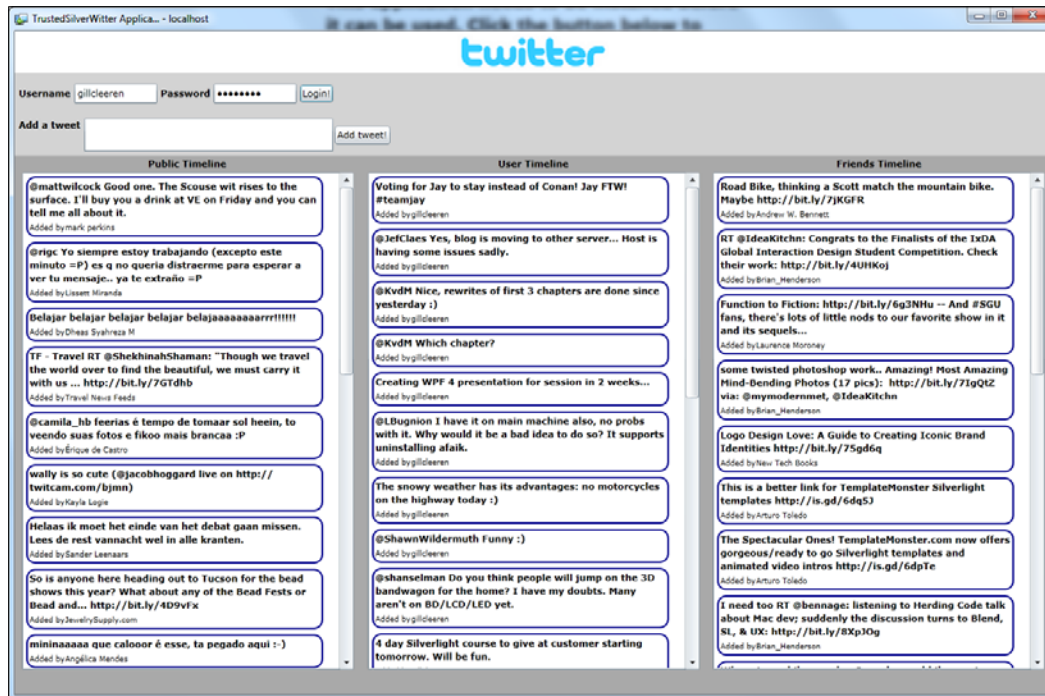 TrustedSilverWitter Applica... - localhost
it can be used. Click the button below to
twitter
Username gillcleeren Password •••••••• Login!
Add a tweet Add tweet!
Public Timeline
@mattwilcock Good one. The Scouse wit rises to the
surface. I'll buy you a drink at VE on Friday and you can
tell me all about it.
Added by mark perkins
@rigc Yo siempre estoy trabajando (excepto este
minuto =P) es q no queria distraerme para esperar a
ver tu mensaje.. ya te extraño =P
Added by Lissett Miranda
Belajar belajar belajar belajar belajaaaaaaaarrr!!!!!!
Added by Dheas Syahreza M
TF - Travel RT @ShekhinahShaman: "Though we travel
the world over to find the beautiful, we must carry it
with us ... http://bit.ly/7GTdhb
Added by Travel News Feeds
@camila_hb feerias é tempo de tomaar sol heein, to
veendo suas fotos e fikoo mais brancaa :P
Added by Érique de Castro
wally is so cute (@jacobhoggard live on http://
twitcam.com/bjmn)
Added by Kayla Logie
Helaas ik moet het einde van het debat gaan missen.
Lees de rest vannacht wel in alle kranten.
Added by Sander Leenaars
So is anyone here heading out to Tucson for the bead
shows this year? What about any of the Bead Fests or
Bead and... http://bit.ly/4D9vFx
Added by JewelrySupply.com
mininaaaaa que calooor é esse, ta pegado aqui :-)
Added by Angélica Mendes
User Timeline
Voting for Jay to stay instead of Conan! Jay FTW!
#teamjay
Added by gillcleeren
@JefClaes Yes, blog is moving to other server... Host is
having some issues sadly.
Added by gillcleeren
@KvdM Nice, rewrites of first 3 chapters are done since
yesterday :)
Added by gillcleeren
@KvdM Which chapter?
Added by gillcleeren
Creating WPF 4 presentation for session in 2 weeks...
Added by gillcleeren
@LBugnion I have it on main machine also, no probs
with it. Why would it be a bad idea to do so? It supports
uninstalling afaik.
Added by gillcleeren
The snowy weather has its advantages: no motorcycles
on the highway today :)
Added by gillcleeren
@ShawnWildermuth Funny :)
Added by gillcleeren
@shanselman Do you think people will jump on the 3D
bandwagon for the home? I have my doubts. Many
aren't on BD/LCD/LED yet.
Added by gillcleeren
4 day Silverlight course to give at customer starting
tomorrow. Will be fun.
Friends Timeline
Road Bike, thinking a Scott match the mountain bike.
Maybe http://bit.ly/7jKGFR
Added by Andrew W. Bennett
RT @IdeaKitchn: Congrats to the Finalists of the IxDA
Global Interaction Design Student Competition. Check
their work: http://bit.ly/4UHKoj
Added by Brian_Henderson
Function to Fiction: http://bit.ly/6g3NHu -- And #SGU
fans, there's lots of little nods to our favorite show in it
and its sequels...
Added by Laurence Moroney
some twisted photoshop work.. Amazing! Most Amazing
Mind-Bending Photos (17 pics): http://bit.ly/7IgQtZ
via: @mymodernmet, @IdeaKitchn
Added by Brian_Henderson
Logo Design Love: A Guide to Creating Iconic Brand
Identities http://bit.ly/75gd6q
Added by New Tech Books
This is a better link for TemplateMonster Silverlight
templates http://is.gd/6dq5J
Added by Arturo Toledo
The Spectacular Ones! TemplateMonster.com now offers
gorgeous/ready to go Silverlight templates and
animated video intros http://is.gd/6dpTe
Added by Arturo Toledo
I need too RT @bennage: listening to Herding Code talk
about Mac dev; suddenly the discussion turns to Blend,
SL, & UX: http://bit.ly/8XpJOg
Added by Brian_Henderson